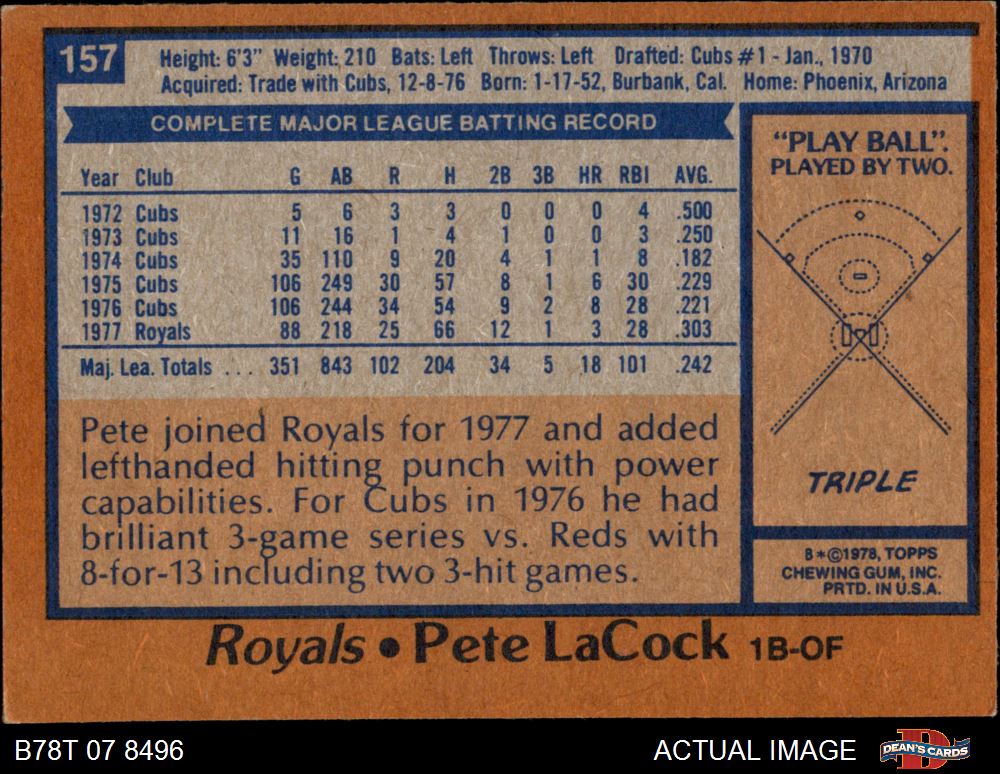 157
Height: 6'3" Weight: 210 Bats: Left Throws: Left Drafted: Cubs #1 - Jan., 1970
Acquired: Trade with Cubs, 12-8-76 Born: 1-17-52, Burbank, Cal. Home: Phoenix, Arizona
COMPLETE MAJOR LEAGUE BATTING RECORD
Year Club G AB R H 2B 3B HR RBI AVG.
1972 Cubs 5 6 3 3 0 0 0 4 .500
1973 Cubs 11 16 1 4 1 0 0 3 .250
1974 Cubs 35 110 9 20 4 1 1 8 .182
1975 Cubs 106 249 30 57 8 1 6 30 .229
1976 Cubs 106 244 34 54 9 2 8 28 .221
1977 Royals 88 218 25 66 12 1 3 28 .303
Maj. Lea. Totals ... 351 843 102 204 34 5 18 101 .242
Pete joined Royals for 1977 and added
lefthanded hitting punch with power
capabilities. For Cubs in 1976 he had
brilliant 3-game series vs. Reds with
8-for-13 including two 3-hit games.
"PLAY BALL".
PLAYED BY TWO.
TRIPLE
B*©1978, TOPPS
CHEWING GUM, INC.
PRTD. IN U.S.A.
Royals • Pete LaCock 1B-OF
B78T 07 8496
ACTUAL IMAGE
DEAN'S CARDS